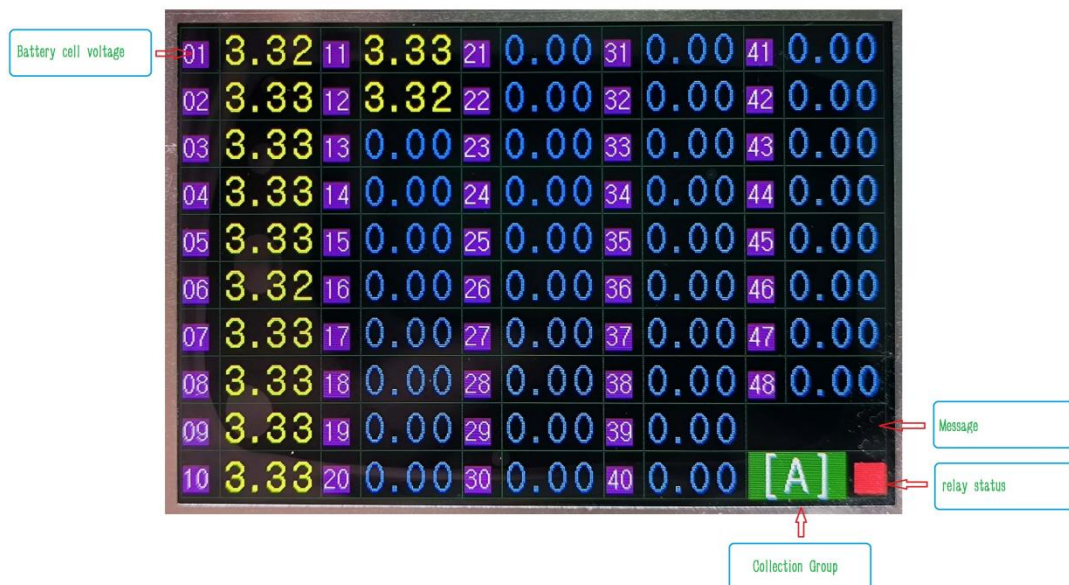 Battery cell voltage
01 3.32 11 3.33 21 0.00 31 0.00 41 0.00
02 3.33 12 3.32 22 0.00 32 0.00 42 0.00
03 3.33 13 0.00 23 0.00 33 0.00 43 0.00
04 3.33 14 0.00 24 0.00 34 0.00 44 0.00
05 3.33 15 0.00 25 0.00 35 0.00 45 0.00
06 3.32 16 0.00 26 0.00 36 0.00 46 0.00
07 3.33 17 0.00 27 0.00 37 0.00 47 0.00
08 3.33 18 0.00 28 0.00 38 0.00 48 0.00
09 3.33 19 0.00 29 0.00 39 0.00
Message
10 3.33 20 0.00 30 0.00 40 0.00 [A]
relay status
Collection Group